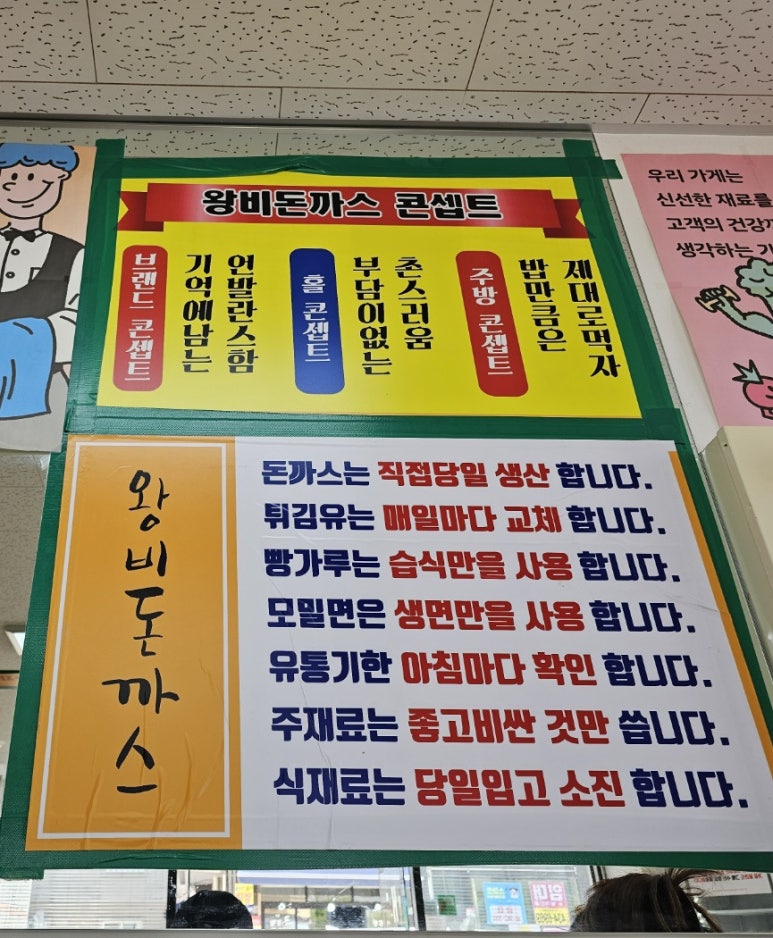 왕비돈까스 콘셉트
브랜드 콘셉트
기억에남는
언발란스함
홀 콘셉트
부담이없는
촌스러움
주방 콘셉트
밥만큼은
제대로먹자
우리 가게는
신선한 재료를
고객의 건강
생각하는
왕비돈까스
돈까스는 직접당일 생산 합니다.
튀김유는 매일마다 교체 합니다.
빵가루는 습식만을 사용 합니다.
모밀면은 생면만을 사용 합니다.
유통기한 아침마다 확인 합니다.
주재료는 좋고비싼 것만 씁니다.
식재료는 당일입고 소진 합니다.
임대